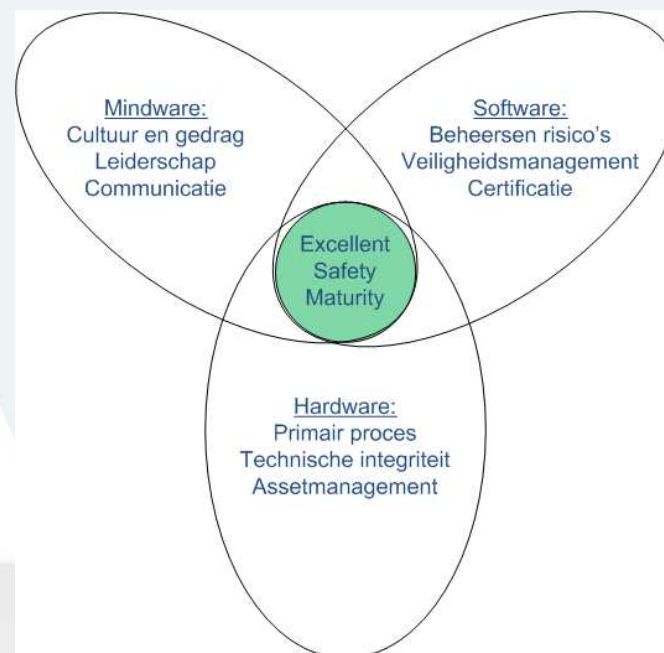 Mindware:
Cultuur en gedrag
Leiderschap
Communicatie
Software:
Beheersen risico's
Veiligheidsmanagement
Certificatie
Excellent
Safety
Maturity
Hardware:
Primair proces
Technische integriteit
Assetmanagement